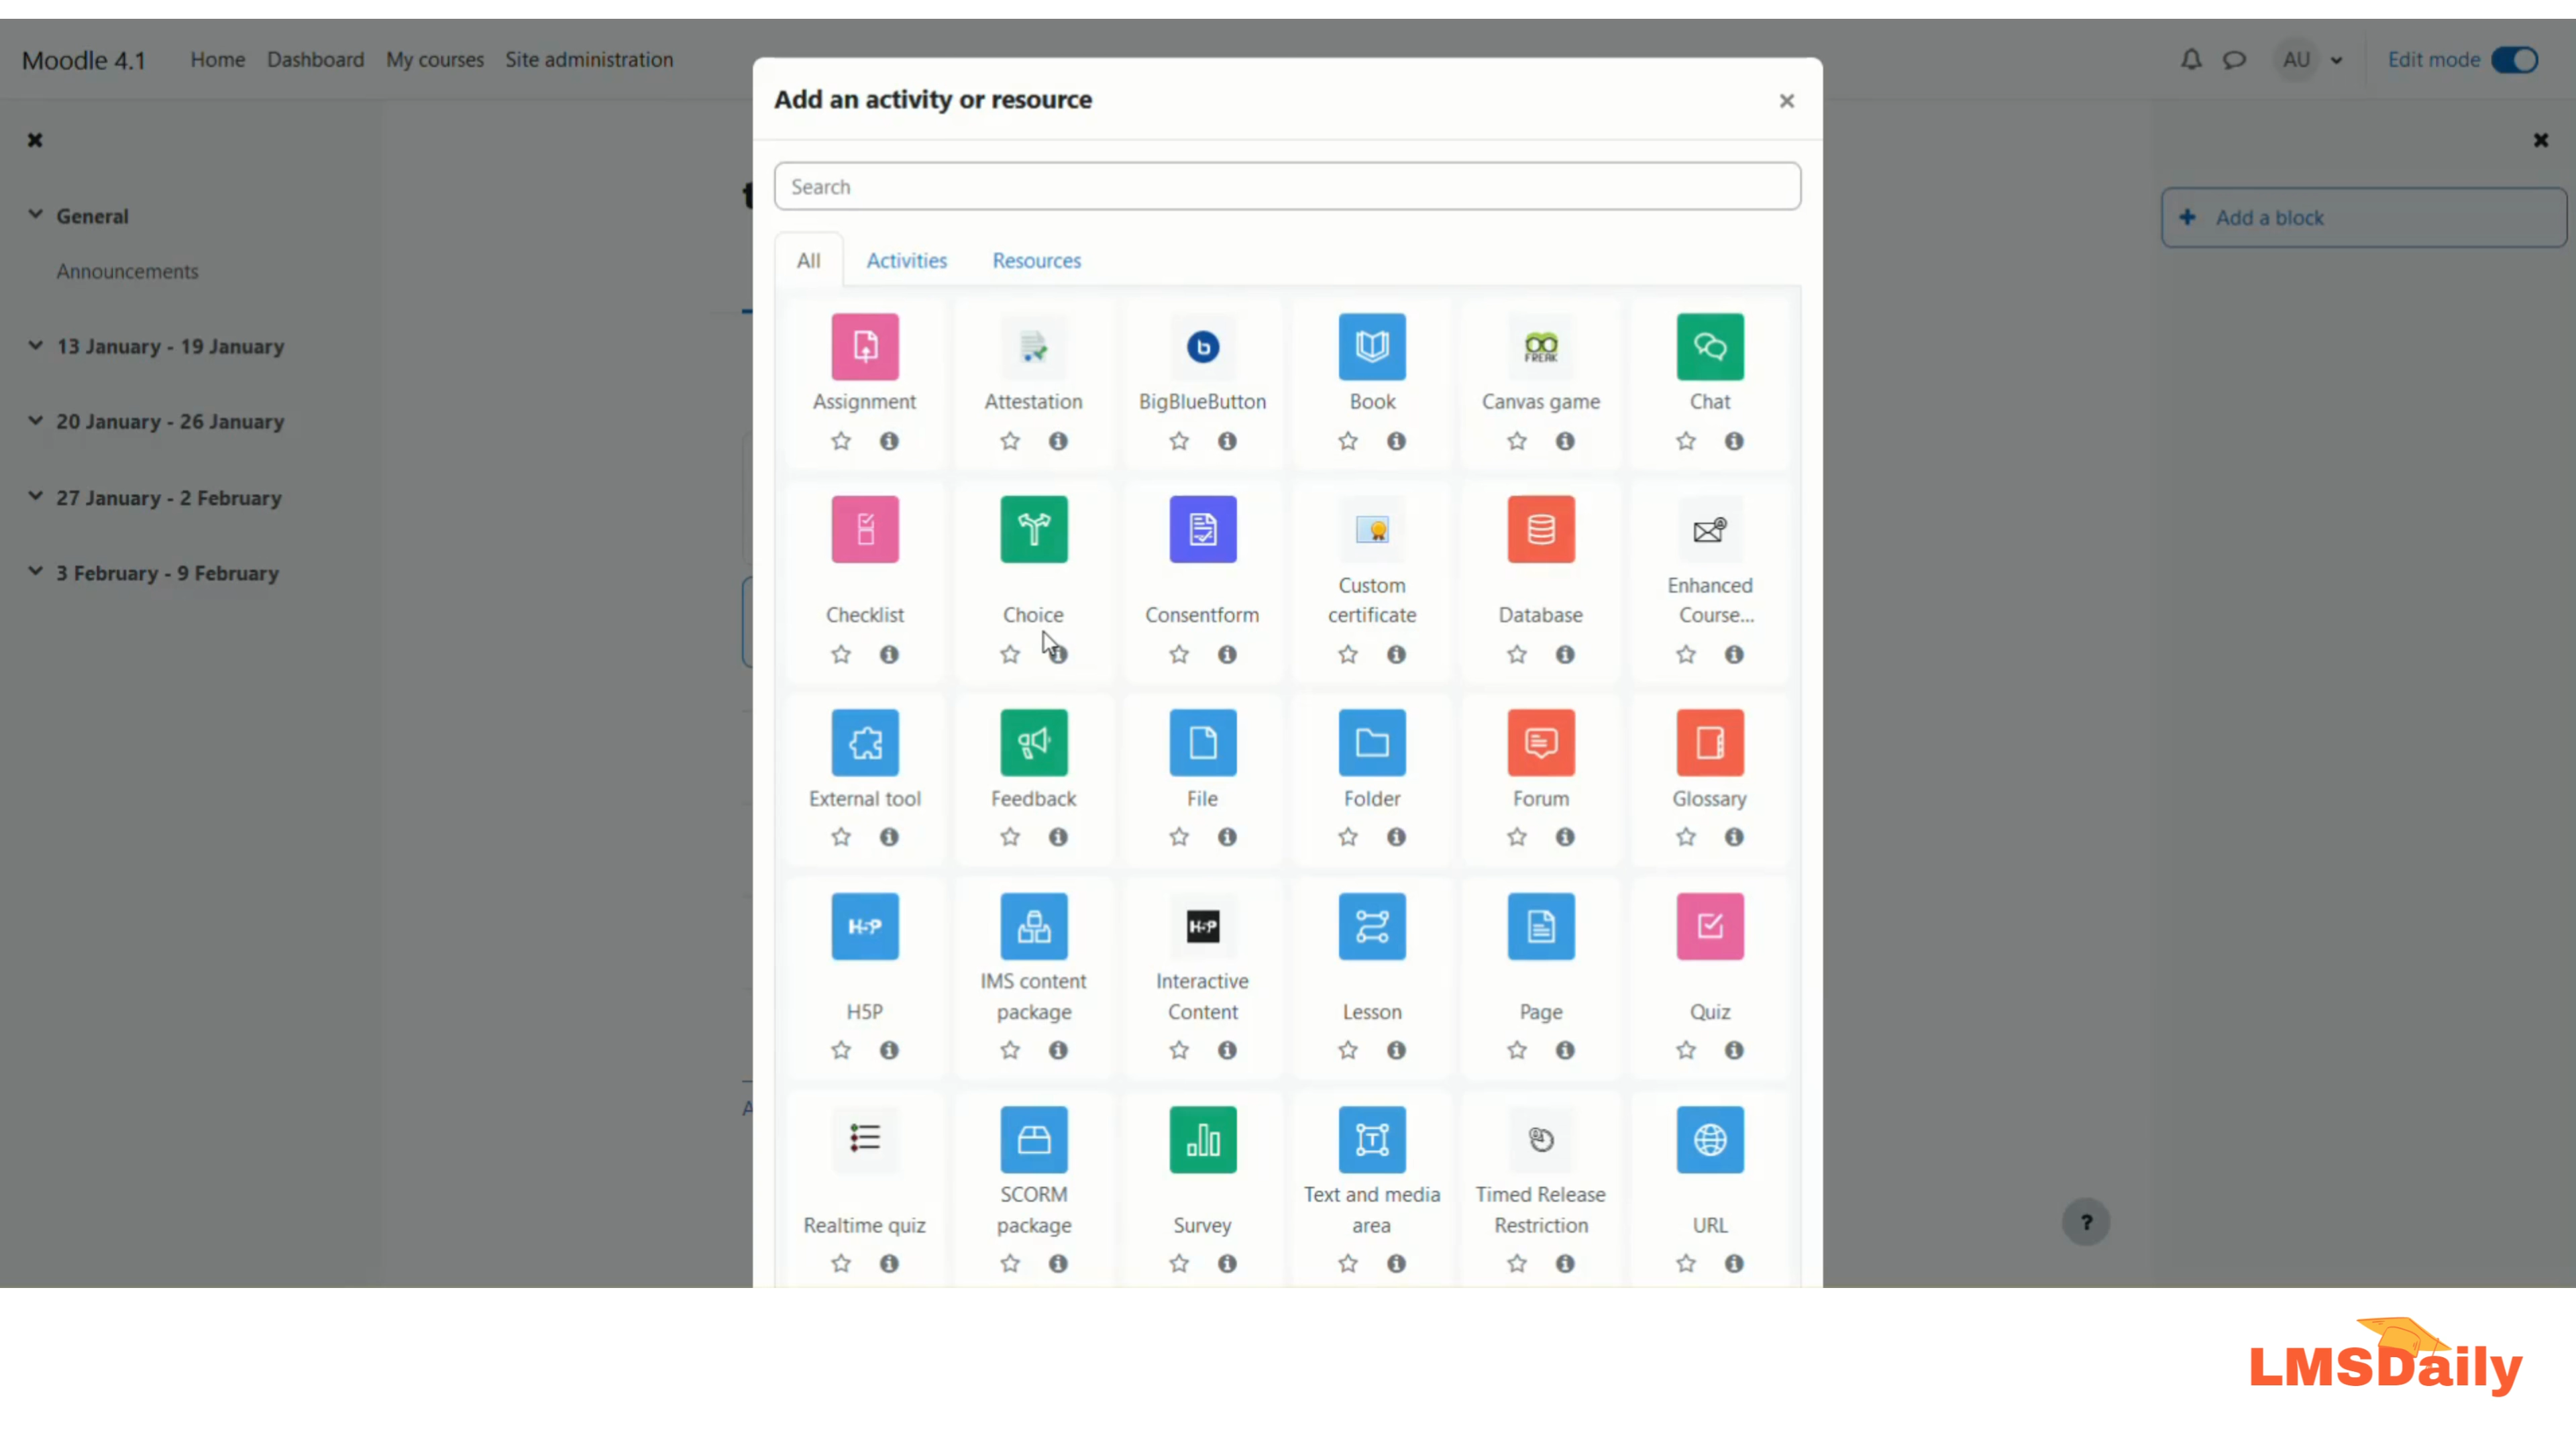 Moodle 4.1 Home Dashboard My courses Site administration
AU Edit mode
Add an activity or resource
Search
General
Announcements
13 January - 19 January
20 January - 26 January
27 January - 2 February
3 February - 9 February
Add a block
All Activities Resources
Assignment Attestation BigBlueButton Book Canvas game Chat
FREAK
Checklist Choice Consentform Custom certificate Database Enhanced Course...
External tool Feedback File Folder Forum Glossary
H5P
H5P
H5P IMS content package Interactive Content Lesson Page Quiz
Realtime quiz SCORM package Survey Text and media area Timed Release Restriction URL
?
LMSDaily